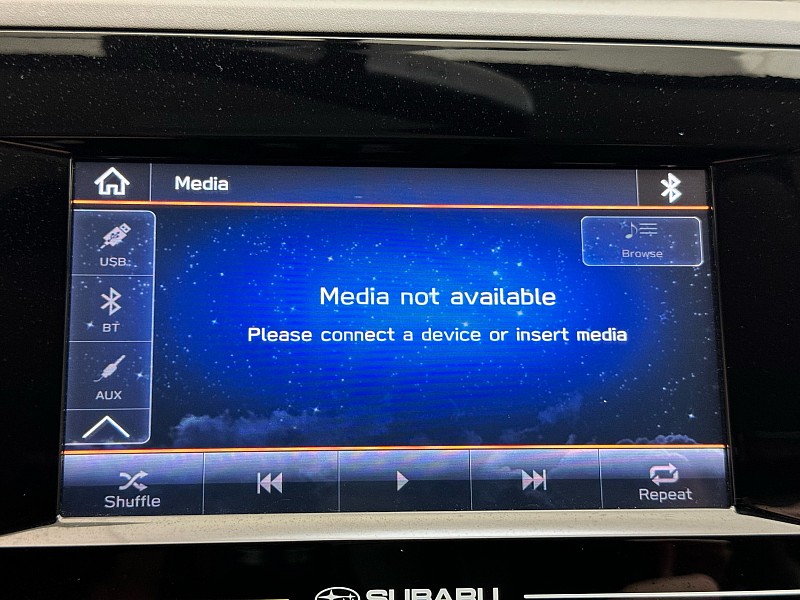 Media
USB
BT
AUX
Browse
Media not available
Please connect a device or insert media
Shuffle
Repeat
SUBARU